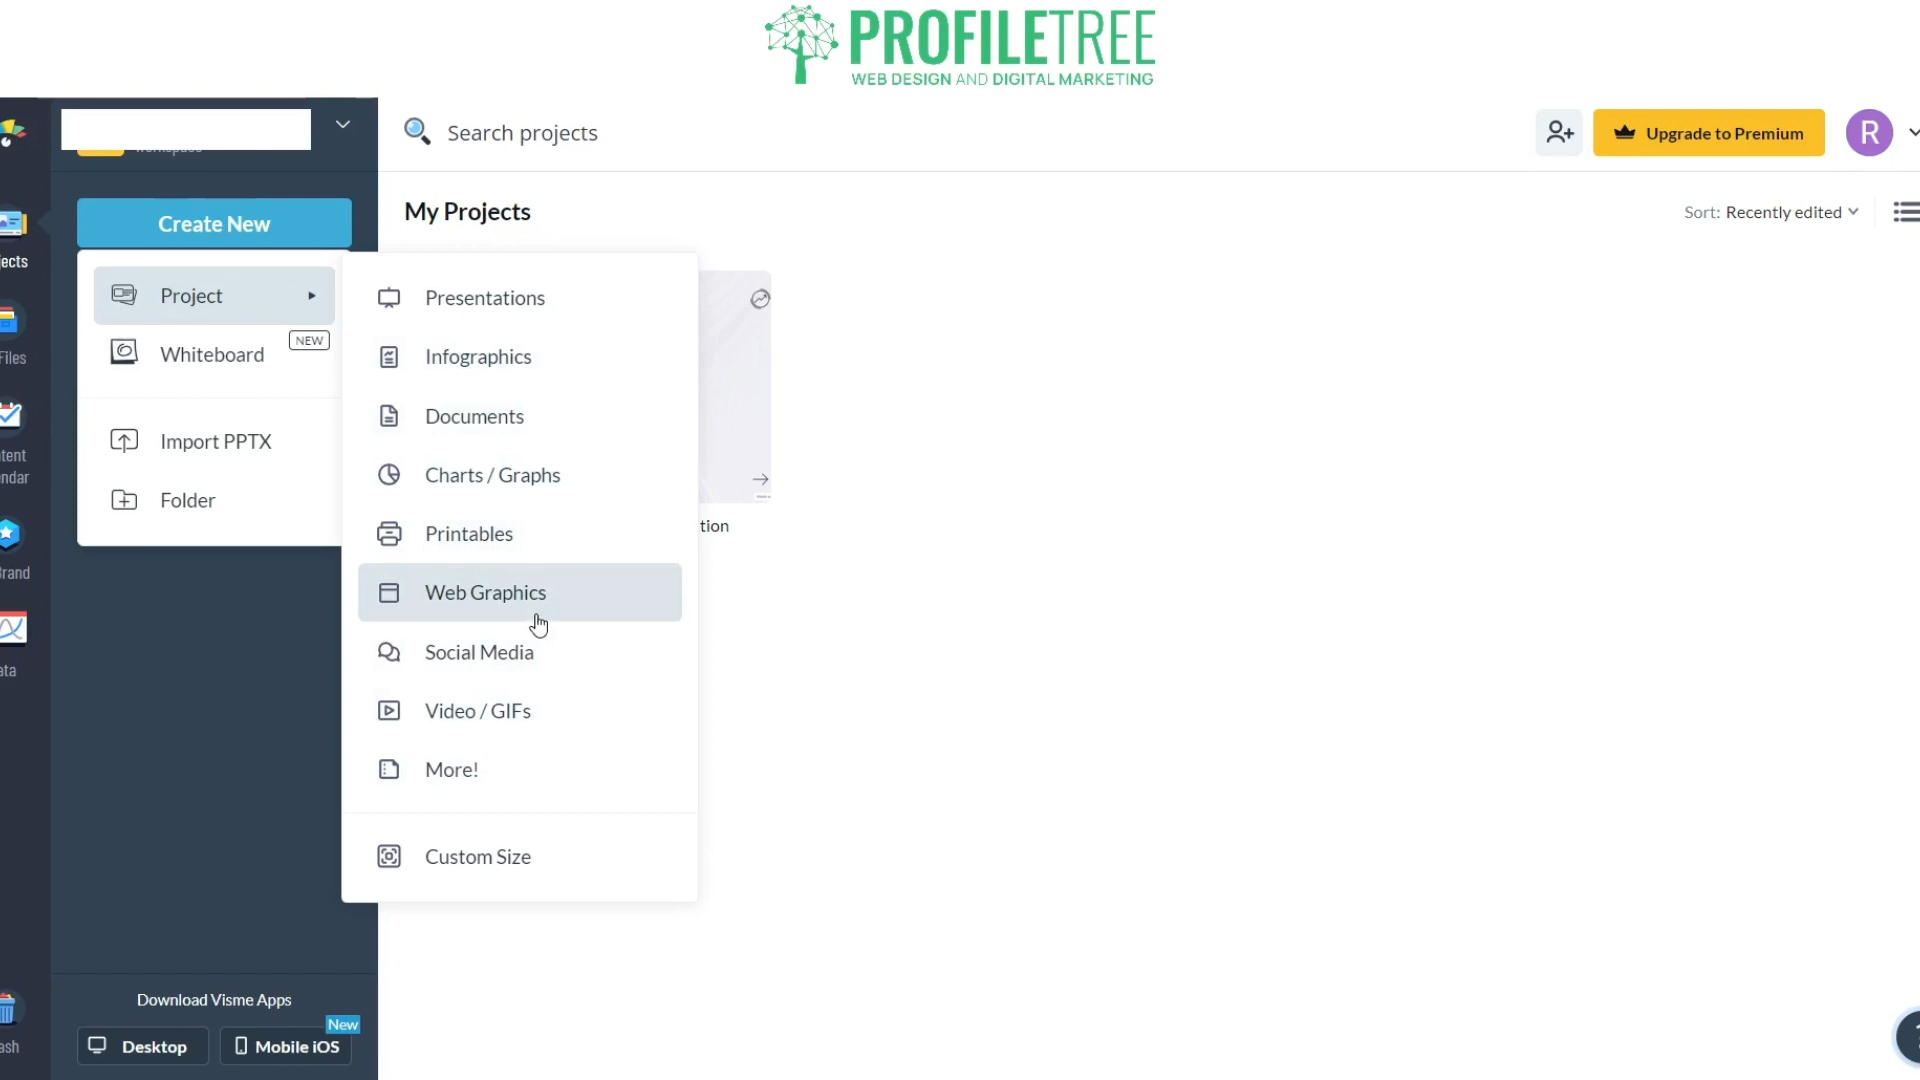 PROFILETREE
WEB DESIGN AND DIGITAL MARKETING
Search projects
Upgrade to Premium
R
Create New
My Projects
Sort: Recently edited
jects
Project
Presentations
Whiteboard
NEW
Infographics
Files
Documents
Import PPTX
tent
ndar
Charts / Graphs
Folder
Printables
tion
Brand
Web Graphics
Social Media
ata
Video / GIFs
More!
Custom Size
Download Visme Apps
New
Desktop
Mobile iOS
ash